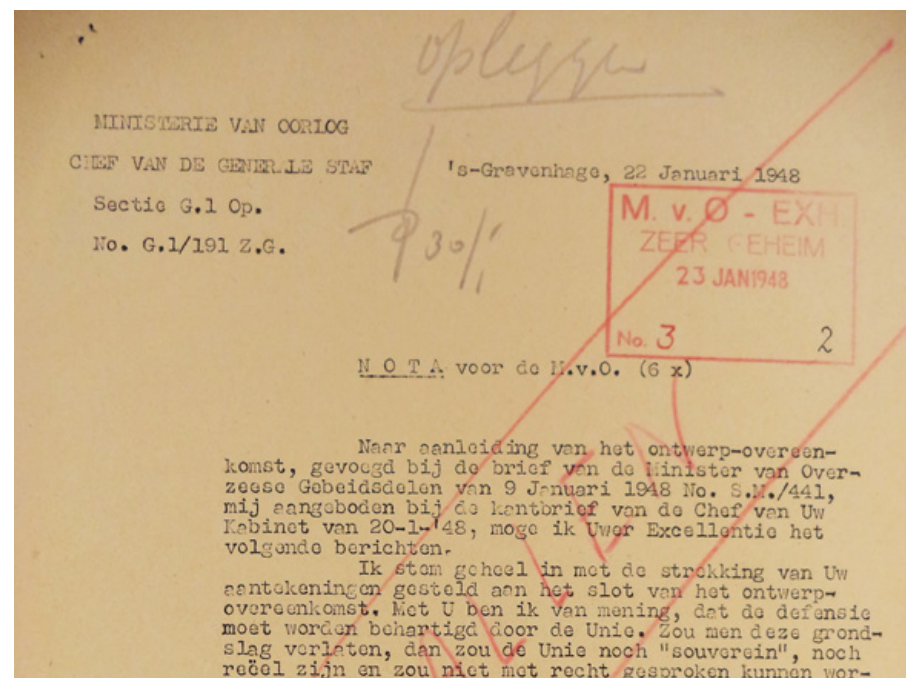 opleggen
MINISTERIE VAN OORLOG
CHEF VAN DE GENERALE STAF
's-Gravenhage, 22 Januari 1948
Sectie G.1 Op.
No. G.1/191 Z.G.
30/1
M. v. O - EXH.
ZEER GEHEIM
23 JAN1948
No. 3 2
N O T A voor de M.v.O. (6 x)
Naar aanleiding van het ontwerp-overeen-
komst, gevoegd bij de brief van de Minister van Over-
zeese Gebeidsdelen van 9 Januari 1948 No. S.M./441,
mij aangeboden bij de kantbrief van de Chef van Uw
Kabinet van 20-1-'48, moge ik Uwer Excellentie het
volgende berichten.
Ik stem geheel in met de strekking van Uw
aantekeningen gesteld aan het slot van het ontwerp-
overeenkomst. Met U ben ik van mening, dat de defensie
moet worden behartigd door de Unie. Zou men deze grond-
slag verlaten, dan zou de Unie noch "souverein", noch
reëel zijn en zou niet met recht gesproken kunnen wor-